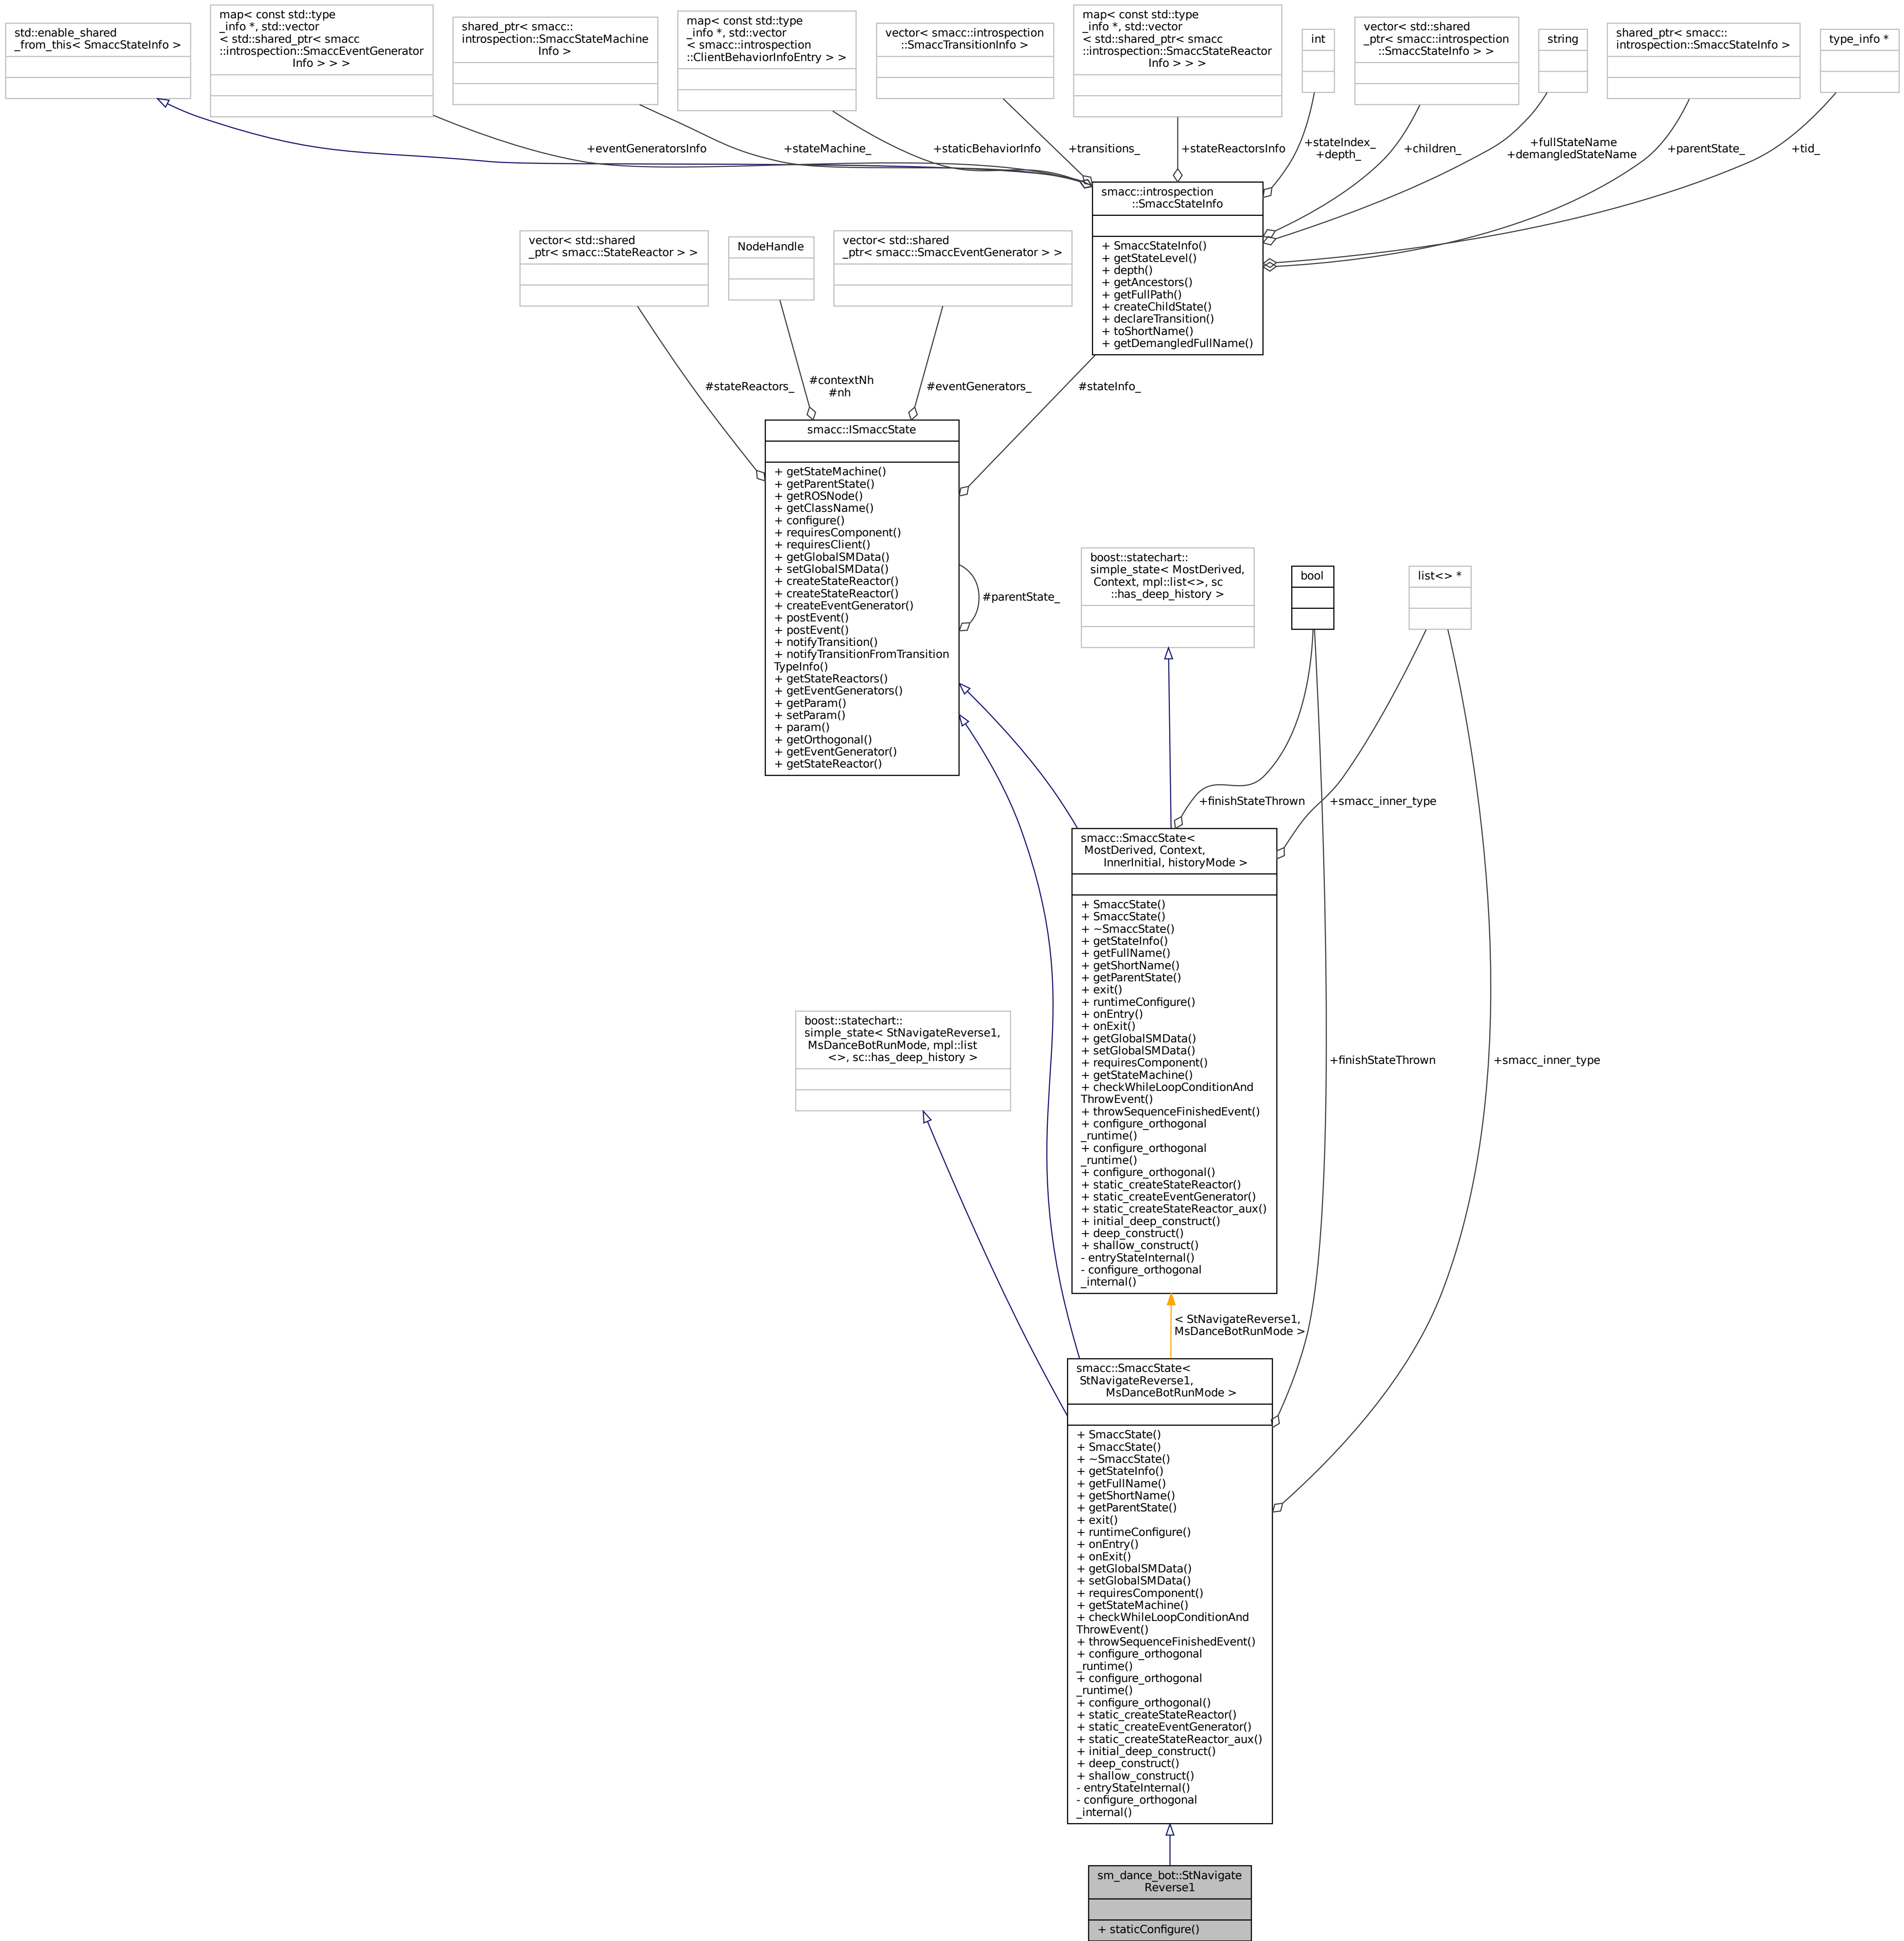 std::enable_shared
_from_this< SmaccStateInfo >
map< const std::type
_info *, std::vector
< std::shared_ptr< smacc
::introspection::SmaccEventGenerator
Info > > >
shared_ptr< smacc::
introspection::SmaccStateMachine
Info >
map< const std::type
_info *, std::vector
< smacc::introspection
::ClientBehaviorInfoEntry > >
vector< smacc::introspection
::SmaccTransitionInfo >
map< const std::type
_info *, std::vector
< std::shared_ptr< smacc
::introspection::SmaccStateReactor
Info > > >
int
vector< std::shared
_ptr< smacc::introspection
::SmaccStateInfo > >
string
shared_ptr< smacc::
introspection::SmaccStateInfo >
type_info *
+eventGeneratorsInfo
+stateMachine_
+staticBehaviorInfo
+transitions_
+stateReactorsInfo
+stateIndex_
+depth_
+children_
+fullStateName
+demangledStateName
+parentState_
+tid_
smacc::introspection
::SmaccStateInfo
+ SmaccStateInfo()
+ getStateLevel()
+ depth()
+ getAncestors()
+ getFullPath()
+ createChildState()
+ declareTransition()
+ toShortName()
+ getDemangledFullName()
vector< std::shared
_ptr< smacc::StateReactor > >
NodeHandle
vector< std::shared
_ptr< smacc::SmaccEventGenerator > >
#stateReactors_
#contextNh
#nh
#eventGenerators_
#stateInfo_
smacc::ISmaccState
+ getStateMachine()
+ getParentState()
+ getROSNode()
+ getClassName()
+ configure()
+ requiresComponent()
+ requiresClient()
+ getGlobalSMData()
+ setGlobalSMData()
+ createStateReactor()
+ createStateReactor()
+ createEventGenerator()
+ postEvent()
+ postEvent()
+ notifyTransition()
+ notifyTransitionFromTransition
TypeInfo()
+ getStateReactors()
+ getEventGenerators()
+ getParam()
+ setParam()
+ param()
+ getOrthogonal()
+ getEventGenerator()
+ getStateReactor()
#parentState_
boost::statechart::
simple_state< MostDerived,
Context, mpl::list<>, sc
::has_deep_history >
bool
list<> *
+finishStateThrown
+smacc_inner_type
smacc::SmaccState<
MostDerived, Context,
InnerInitial, historyMode >
+ SmaccState()
+ SmaccState()
+ ~SmaccState()
+ getStateInfo()
+ getFullName()
+ getShortName()
+ getParentState()
+ exit()
+ runtimeConfigure()
+ onEntry()
+ onExit()
+ getGlobalSMData()
+ setGlobalSMData()
+ requiresComponent()
+ getStateMachine()
+ checkWhileLoopConditionAnd
ThrowEvent()
+ throwSequenceFinishedEvent()
+ configure_orthogonal
_runtime()
+ configure_orthogonal
_runtime()
+ configure_orthogonal()
+ static_createStateReactor()
+ static_createEventGenerator()
+ static_createStateReactor_aux()
+ initial_deep_construct()
+ deep_construct()
+ shallow_construct()
- entryStateInternal()
- configure_orthogonal
_internal()
boost::statechart::
simple_state< StNavigateReverse1,
MsDanceBotRunMode, mpl::list
<>, sc::has_deep_history >
+finishStateThrown
+smacc_inner_type
< StNavigateReverse1,
MsDanceBotRunMode >
smacc::SmaccState<
StNavigateReverse1,
MsDanceBotRunMode >
+ SmaccState()
+ SmaccState()
+ ~SmaccState()
+ getStateInfo()
+ getFullName()
+ getShortName()
+ getParentState()
+ exit()
+ runtimeConfigure()
+ onEntry()
+ onExit()
+ getGlobalSMData()
+ setGlobalSMData()
+ requiresComponent()
+ getStateMachine()
+ checkWhileLoopConditionAnd
ThrowEvent()
+ throwSequenceFinishedEvent()
+ configure_orthogonal
_runtime()
+ configure_orthogonal
_runtime()
+ configure_orthogonal()
+ static_createStateReactor()
+ static_createEventGenerator()
+ static_createStateReactor_aux()
+ initial_deep_construct()
+ deep_construct()
+ shallow_construct()
- entryStateInternal()
- configure_orthogonal
_internal()
sm_dance_bot::StNavigate
Reverse1
+ staticConfigure()